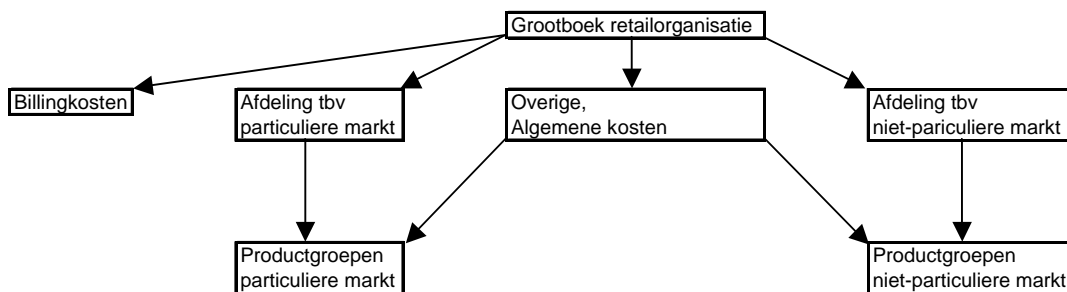 Grootboek retailorganisatie
Billingkosten
Afdeling tbv
particuliere markt
Overige,
Algemene kosten
Afdeling tbv
niet-pariculiere markt
Productgroepen
particuliere markt
Productgroepen
niet-particuliere markt